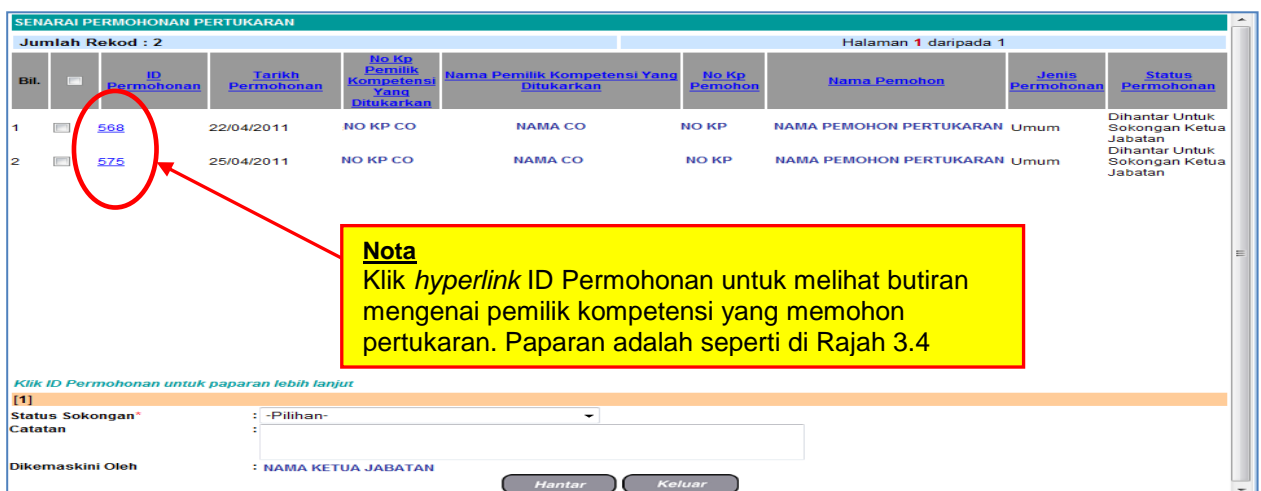 SENARAI PERMOHONAN PERTUKARAN
Jumlah Rekod : 2 Halaman 1 daripada 1
Bil. ID Permohonan Tarikh Permohonan No Kp Pemilik Kompetensi Yang Ditukarkan Nama Pemilik Kompetensi Yang Ditukarkan No Kp Pemohon Nama Pemohon Jenis Permohonan Status Permohonan
1 568 22/04/2011 NO KP CO NAMA CO NO KP NAMA PEMOHON PERTUKARAN Umum Dihantar Untuk Sokongan Ketua Jabatan
2 575 25/04/2011 NO KP CO NAMA CO NO KP NAMA PEMOHON PERTUKARAN Umum Dihantar Untuk Sokongan Ketua Jabatan
Nota
Klik hyperlink ID Permohonan untuk melihat butiran
mengenai pemilik kompetensi yang memohon
pertukaran. Paparan adalah seperti di Rajah 3.4
Klik ID Permohonan untuk paparan lebih lanjut
[1]
Status Sokongan* : -Pilihan-
Catatan :
Dikemaskini Oleh : NAMA KETUA JABATAN
Hantar Keluar